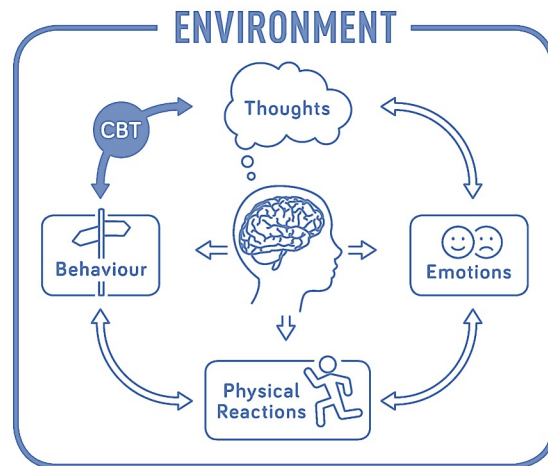 ENVIRONMENT
Thoughts
CBT
Behaviour
Emotions
Physical
Reactions